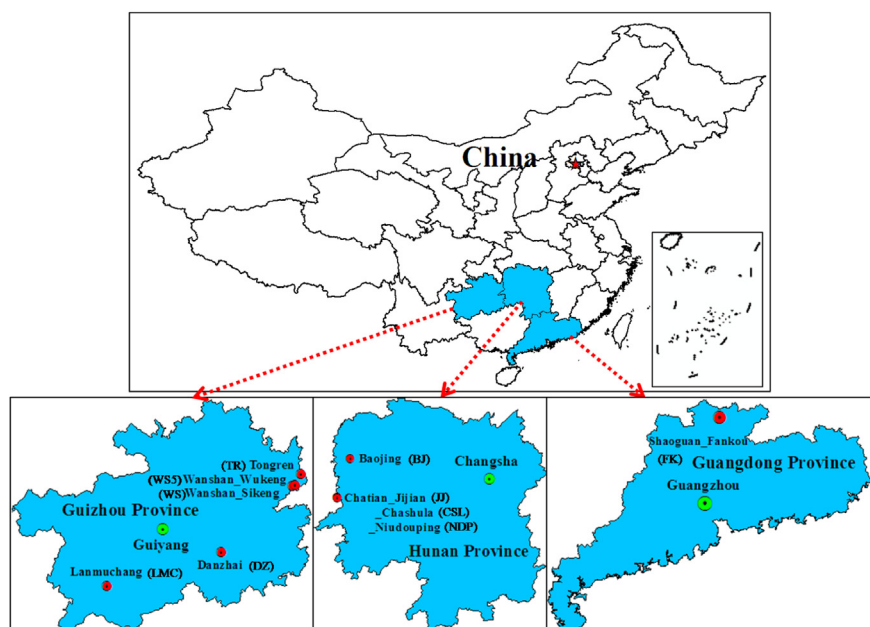 China
(TR) Tongren
(WS5) Wanshan_Wukeng
(WS) Wanshan_Sikeng
Guizhou Province
Guiyang
Lanmuchang (LMC)
Danzhai (DZ)
Baojing (BJ)
Changsha
Chatian_Jijian (JJ)
_Chashula (CSL)
_Niudouping (NDP)
Hunan Province
Shaoguan_Fankou
(FK)
Guangdong Province
Guangzhou